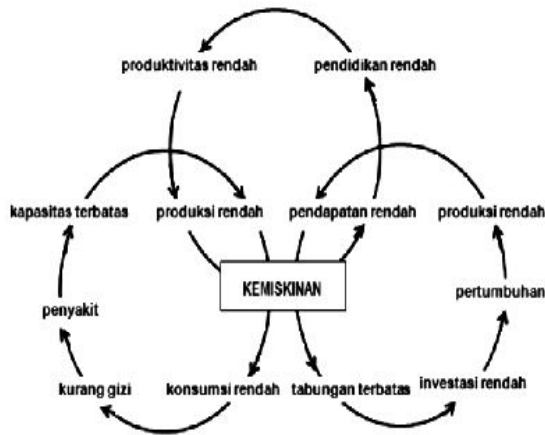 produktivitas rendah
pendidikan rendah
kapasitas terbatas
produksi rendah
pendapatan rendah
produksi rendah
KEMISKINAN
penyakit
pertumbuhan
kurang gizi
konsumsi rendah
tabungan terbatas
investasi rendah